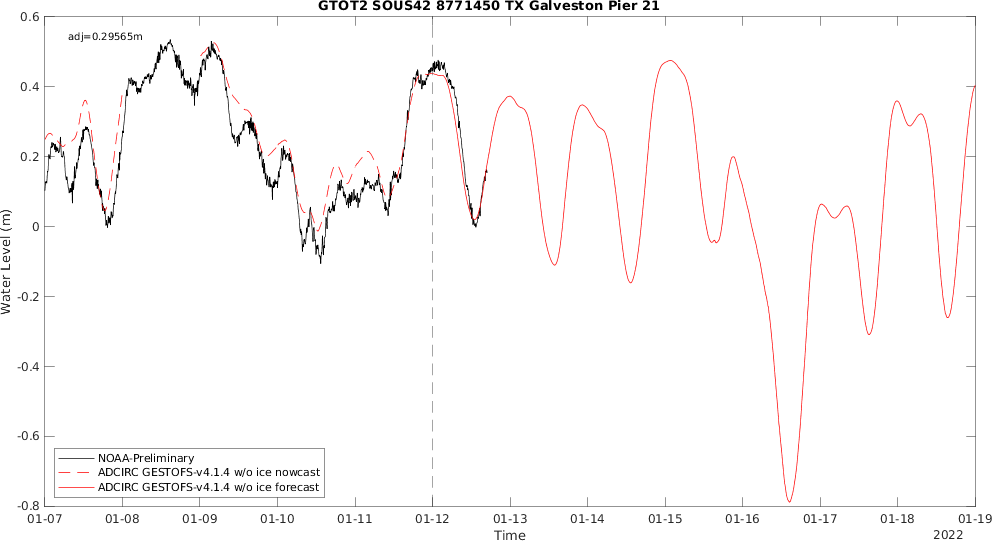 GTOT2 SOUS42 8771450 TX Galveston Pier 21
adj=0.29565m
0.6
0.4
0.2
0
-0.2
-0.4
-0.6
-0.8
Water Level (m)
NOAA-Preliminary
ADCIRC GESTOFS-v4.1.4 w/o ice nowcast
ADCIRC GESTOFS-v4.1.4 w/o ice forecast
01-07 01-08 01-09 01-10 01-11 01-12 01-13 01-14 01-15 01-16 01-17 01-18 01-19
Time
2022